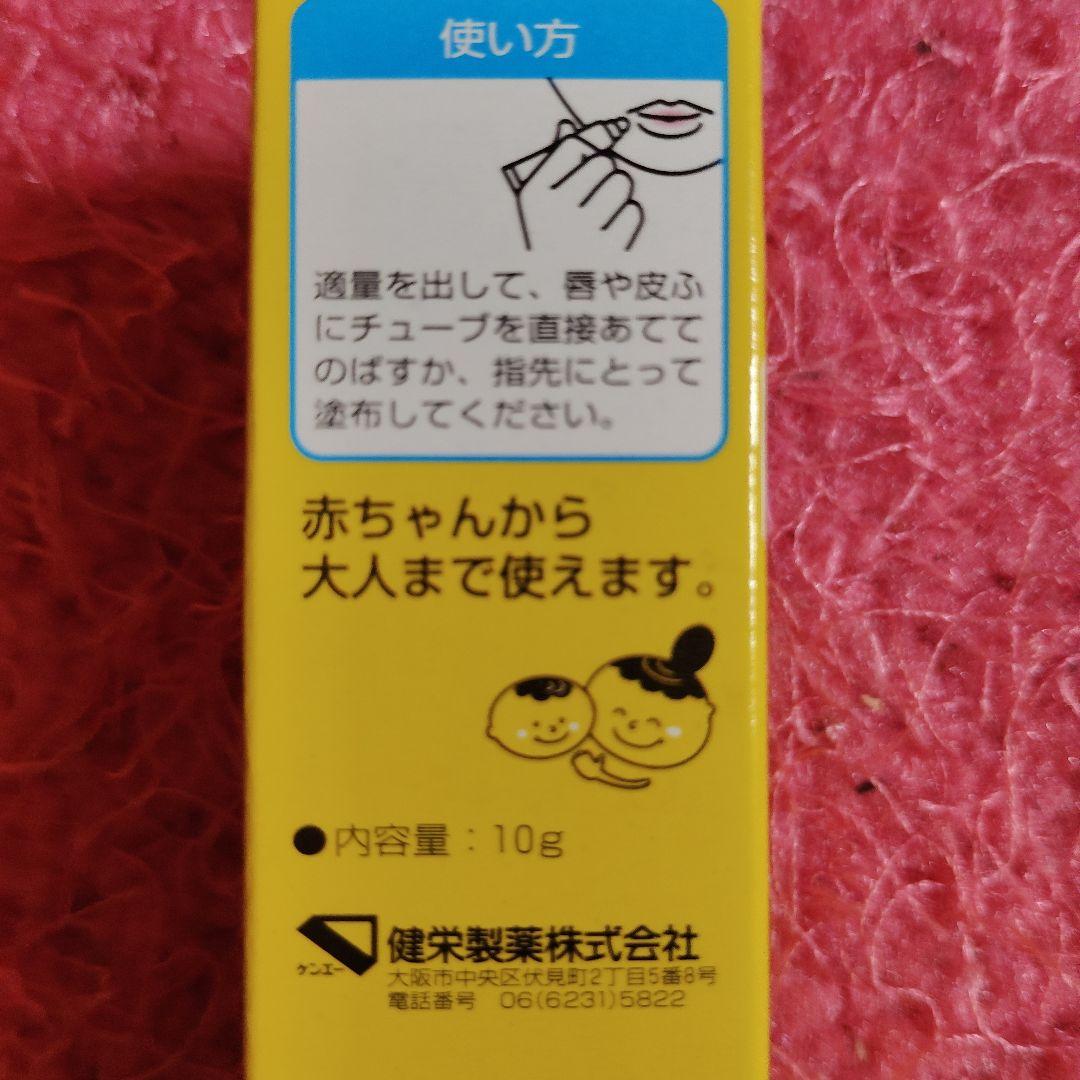 使い方
適量を出して、唇や皮ふ
にチューブを直接あてて
のばすか、指先にとって
塗布してください。
赤ちゃんから
大人まで使えます。
●内容量：10g
ケンエー
健栄製薬株式会社
大阪市中央区伏見町2丁目5番8号
電話番号 06(6231)5822